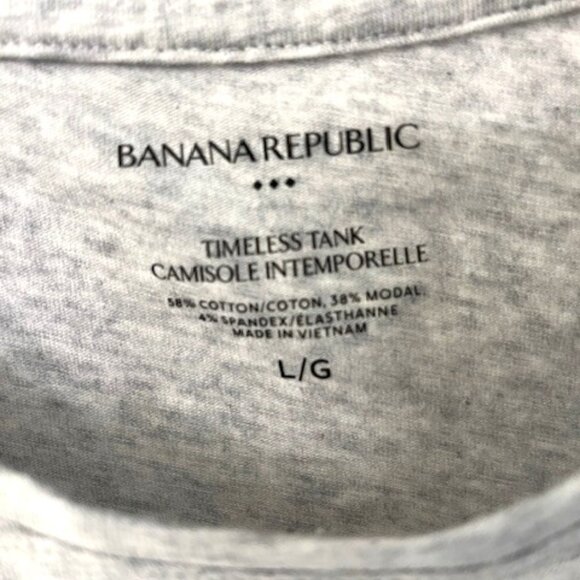 BANANA REPUBLIC
TIMELESS TANK
CAMISOLE INTEMPORELLE
58% COTTON/COTON, 38% MODAL,
4% SPANDEX/ÉLASTHANNE
MADE IN VIETNAM
L/G